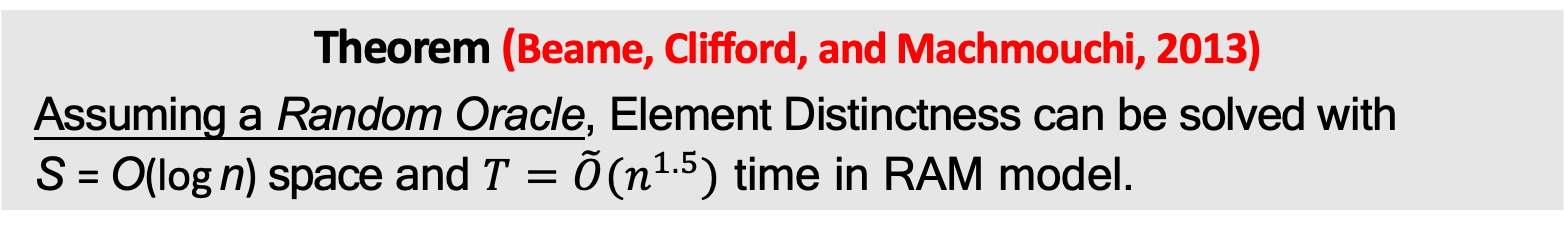 Theorem (Beame, Clifford, and Machmouchi, 2013)
Assuming a Random Oracle, Element Distinctness can be solved with
S = O(log n) space and T = Õ(n^{1.5}) time in RAM model.